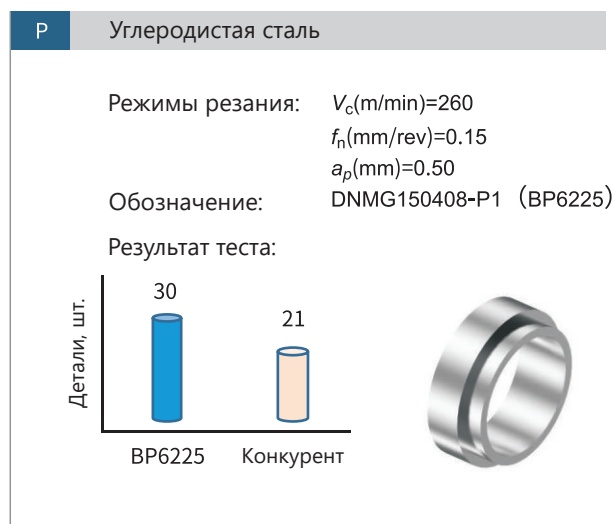 P Углеродистая сталь
Режимы резания: Vc(m/min)=260
fn(mm/rev)=0.15
ap(mm)=0.50
Обозначение: DNMG150408-P1 (BP6225)
Результат теста:
Детали, шт.
30
21
BP6225 Конкурент